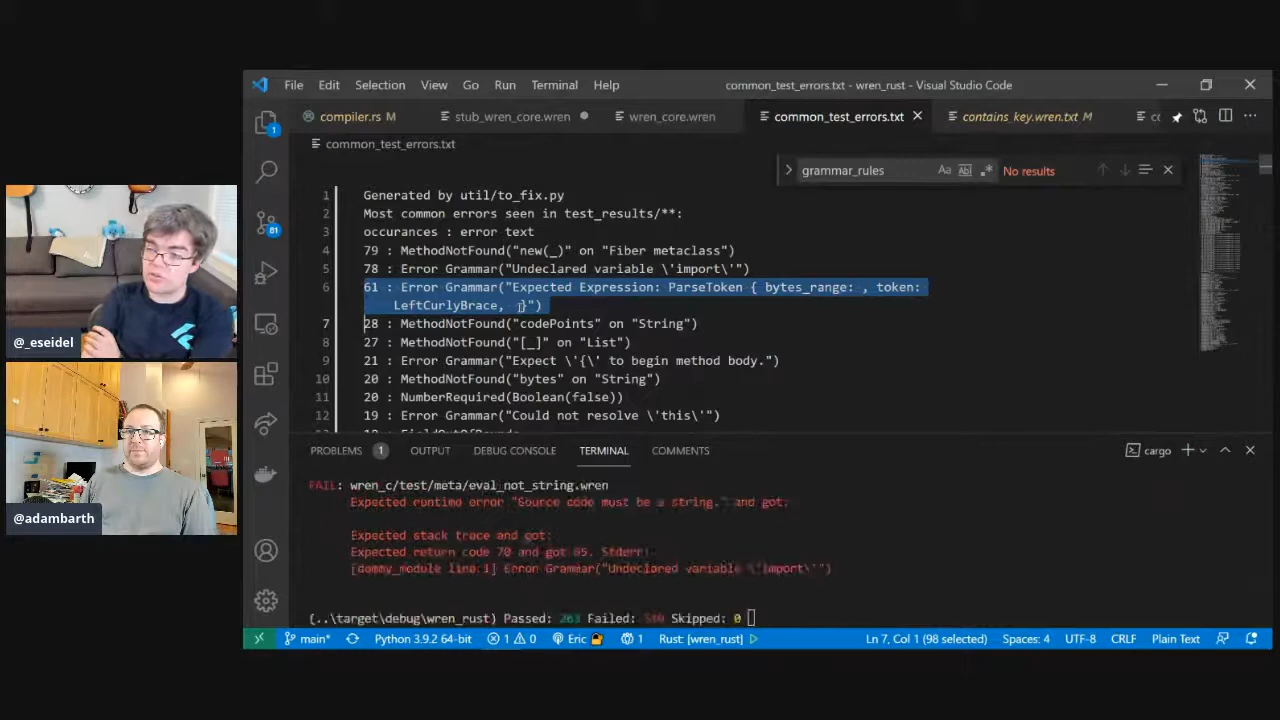 File Edit Selection View Go Run Terminal Help
common_test_errors.txt - wren_rust - Visual Studio Code
compiler.rs M
stub_wren_core.wren
wren_core.wren
common_test_errors.txt
contains_key.wren.txt M
common_test_errors.txt
grammar_rules
Aa
No results
1 Generated by util/to_fix.py
2 Most common errors seen in test_results/**:
3 occurances : error text
4 79 : MethodNotFound("new(_)" on "Fiber metaclass")
5 78 : Error Grammar("Undeclared variable \'import\'")
6 61 : Error Grammar("Expected Expression: ParseToken { bytes_range: , token:
LeftCurlyBrace, }")
7 28 : MethodNotFound("codePoints" on "String")
8 27 : MethodNotFound("[_]" on "List")
9 21 : Error Grammar("Expect \'{\' to begin method body.")
10 20 : MethodNotFound("bytes" on "String")
11 20 : NumberRequired(Boolean(false))
12 19 : Error Grammar("Could not resolve \'this\'")
1
81
@_eseidel
@adambarth
PROBLEMS 1 OUTPUT DEBUG CONSOLE TERMINAL COMMENTS
cargo
FAIL: wren_c/test/meta/eval_not_string.wren
Expected runtime error "Source code must be a string." and got:
Expected stack trace and got:
Expected return code 70 and got 65. Stderr:
[dummy_module line:1] Error Grammar("Undeclared variable \'import\'")
(..\target\debug\wren_rust) Passed: 263 Failed: Skipped: 0
main* Python 3.9.2 64-bit 1 0 Eric 1 Rust: [wren_rust] Ln 7, Col 1 (98 selected) Spaces: 4 UTF-8 CRLF Plain Text